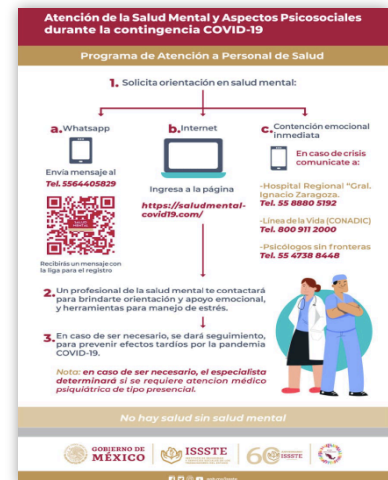 Atención de la Salud Mental y Aspectos Psicosociales
durante la contingencia COVID-19
Programa de Atención a Personal de Salud
1. Solicita orientación en salud mental:
a. Whatsapp
Envía mensaje al
Tel. 5564405829
Recibirás un mensaje con
la liga para el registro
b. Internet
Ingresa a la página
https://saludmental-
covid19.com/
c. Contención emocional
inmediata
En caso de crisis
comunicate a:
-Hospital Regional "Gral.
Ignacio Zaragoza.
Tel. 55 8880 5192
-Línea de la Vida (CONADIC)
Tel. 800 911 2000
-Psicólogos sin fronteras
Tel. 55 4738 8448
2. Un profesional de la salud mental te contactará
para brindarte orientación y apoyo emocional,
y herramientas para manejo de estrés.
3. En caso de ser necesario, se dará seguimiento,
para prevenir efectos tardíos por la pandemia
COVID-19.
Nota: en caso de ser necesario, el especialista
determinará si se requiere atencion médico
psiquiátrica de tipo presencial.
No hay salud sin salud mental
GOBIERNO DE
MÉXICO
ISSSTE
60
ISSSTE